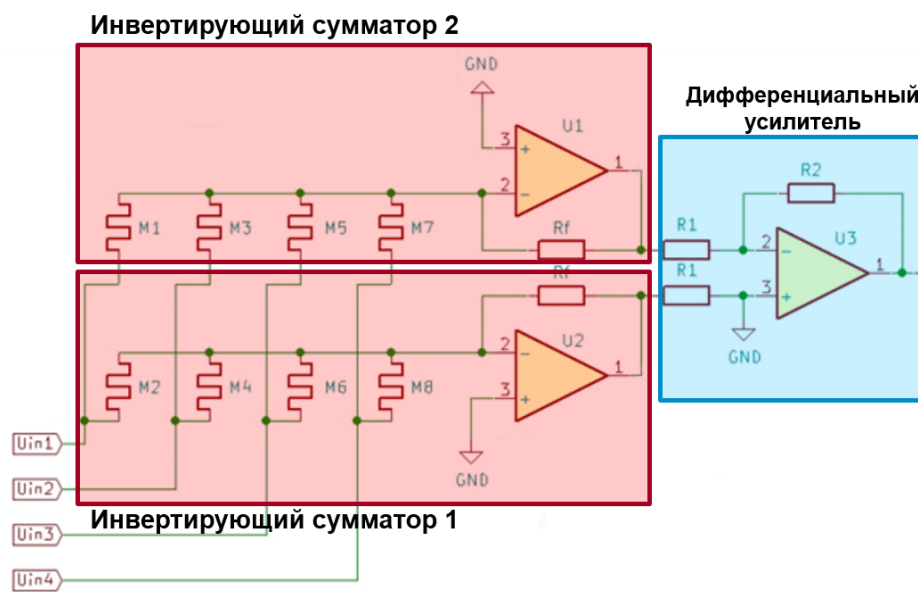 Инвертирующий сумматор 2
GND
Дифференциальный
усилитель
U1
3
+
1
2
−
R2
M1
M3
M5
M7
Rf
R1
2
−
U3
Rf
R1
1
3
+
U2
GND
2
−
1
M2
M4
M6
M8
3
+
Uin1
GND
Uin2
Инвертирующий сумматор 1
Uin3
Uin4